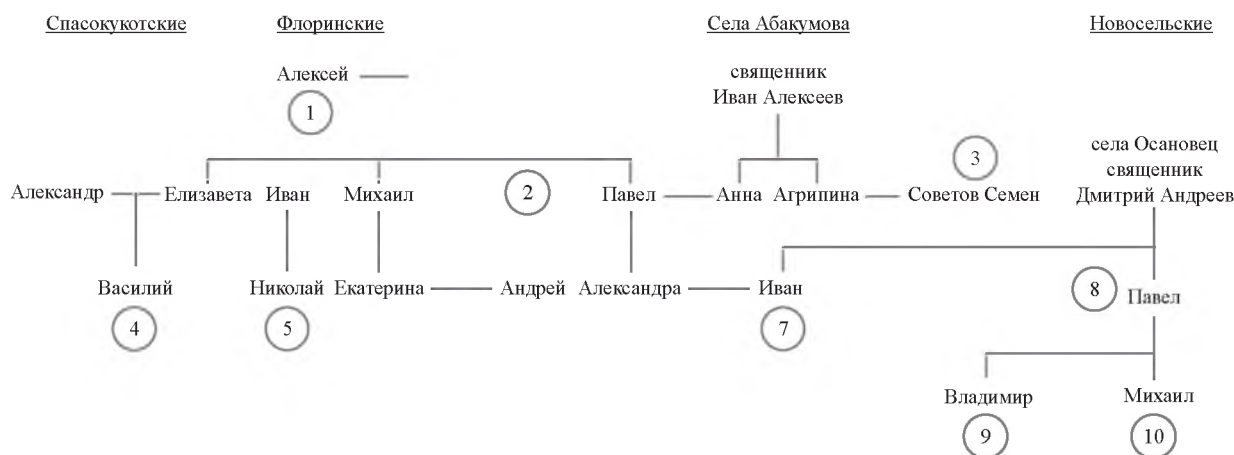 Спасокукотские Флоринские Села Абакумова Новосельские
Алексей
1
священник
Иван Алексеев
села Осановец
священник
Дмитрий Андреев
3
2
Александр Елизавета Иван Михаил Павел Анна Агрипина Советов Семен
Василий Николай Екатерина Андрей Александра Иван
Павел
8
4 5 7
Владимир Михаил
9 10